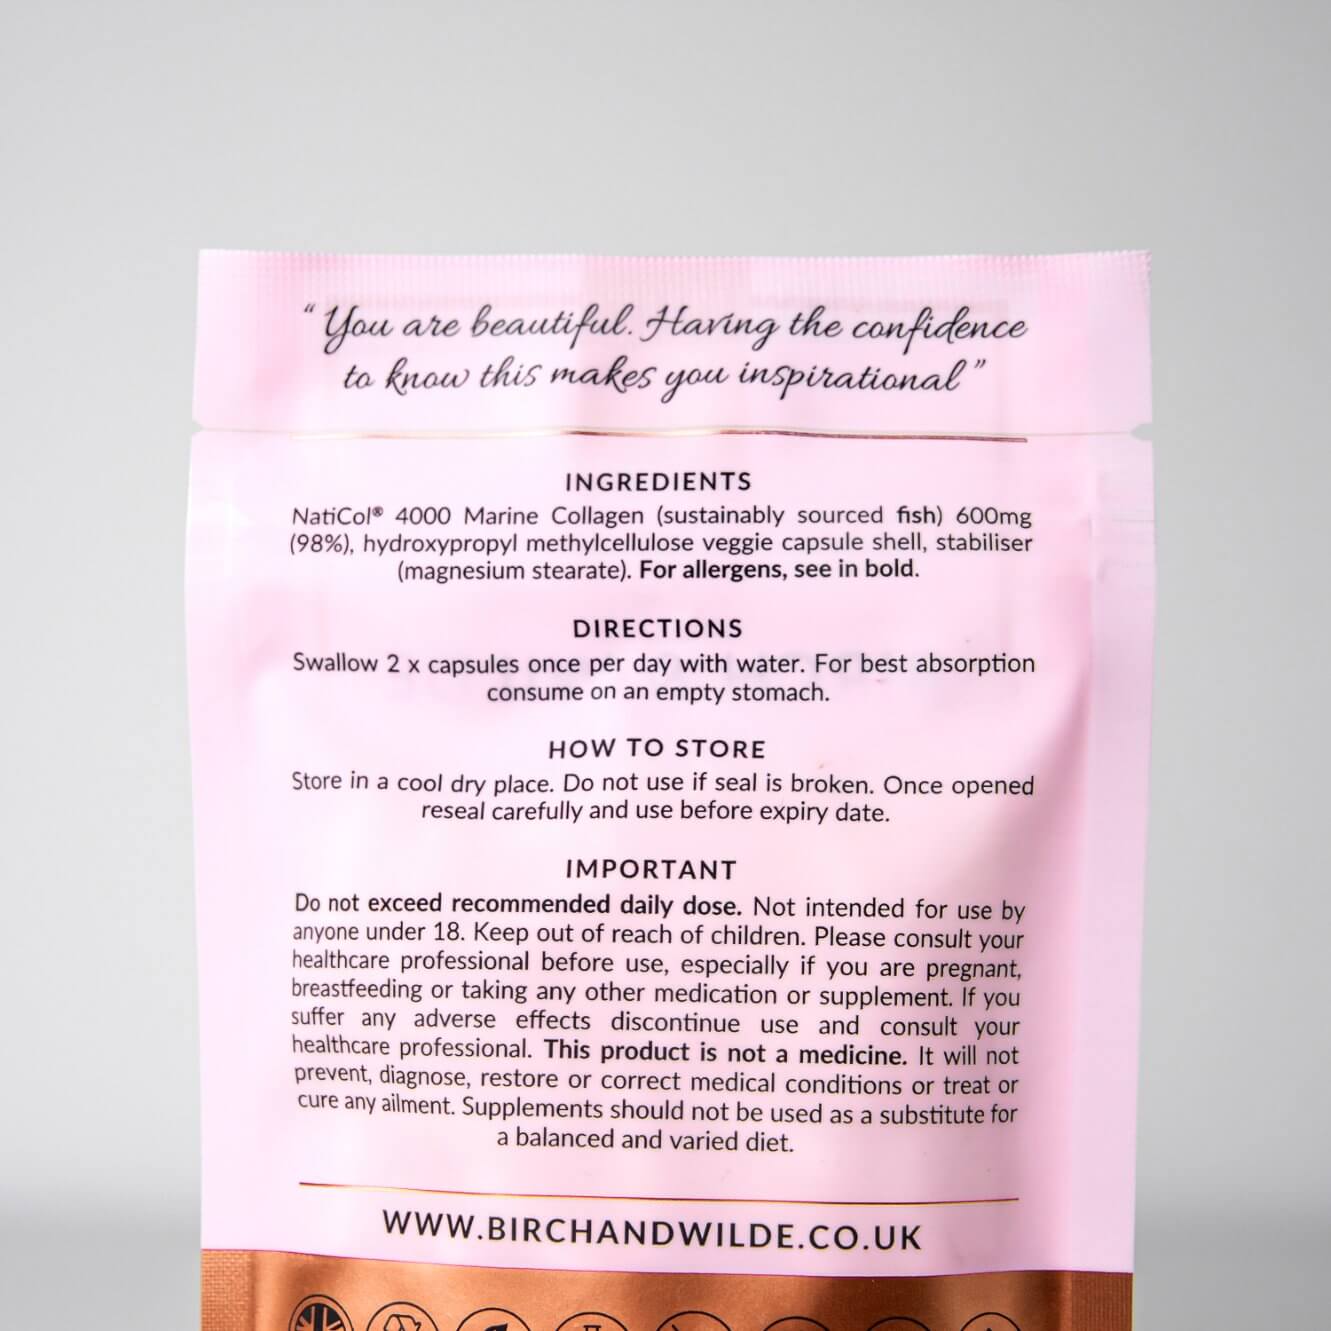 “ You are beautiful. Having the confidence
to know this makes you inspirational ”
INGREDIENTS
NatiCol® 4000 Marine Collagen (sustainably sourced fish) 600mg
(98%), hydroxypropyl methylcellulose veggie capsule shell, stabiliser
(magnesium stearate). For allergens, see in bold.
DIRECTIONS
Swallow 2 x capsules once per day with water. For best absorption
consume on an empty stomach.
HOW TO STORE
Store in a cool dry place. Do not use if seal is broken. Once opened
reseal carefully and use before expiry date.
IMPORTANT
Do not exceed recommended daily dose. Not intended for use by
anyone under 18. Keep out of reach of children. Please consult your
healthcare professional before use, especially if you are pregnant,
breastfeeding or taking any other medication or supplement. If you
suffer any adverse effects discontinue use and consult your
healthcare professional. This product is not a medicine. It will not
prevent, diagnose, restore or correct medical conditions or treat or
cure any ailment. Supplements should not be used as a substitute for
a balanced and varied diet.
WWW.BIRCHANDWILDE.CO.UK